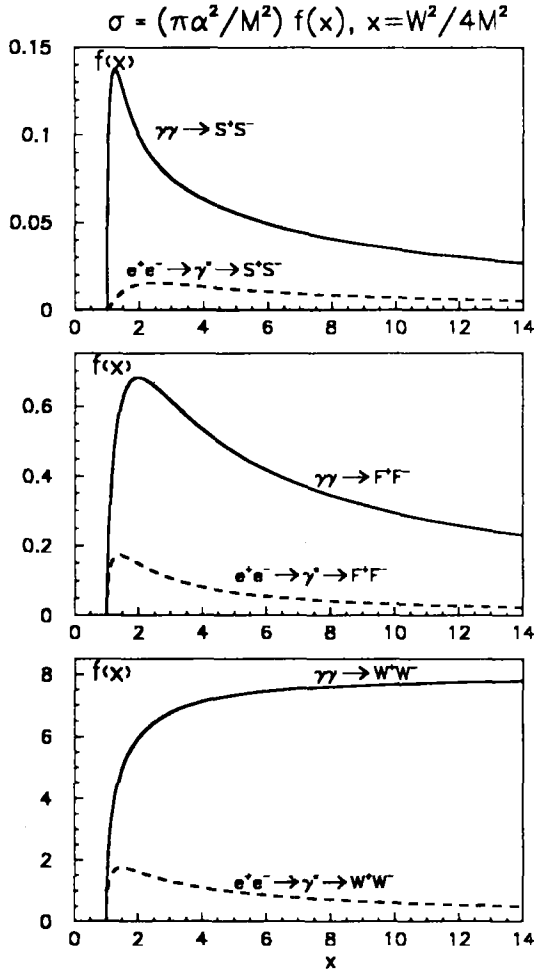 σ = (πα²/M²) f(x), x=W²/4M²
f(x)
0.15
γγ → S⁺S⁻
0.1
0.05
e⁺e⁻ → γ* → S⁺S⁻
0
0 2 4 6 8 10 12 14
f(x)
0.6
γγ → F⁺F⁻
0.4
0.2
e⁺e⁻ → γ* → F⁺F⁻
0
0 2 4 6 8 10 12 14
f(x)
γγ → W⁺W⁻
8
6
4
2
e⁺e⁻ → γ* → W⁺W⁻
0
0 2 4 6 8 10 12 14
x